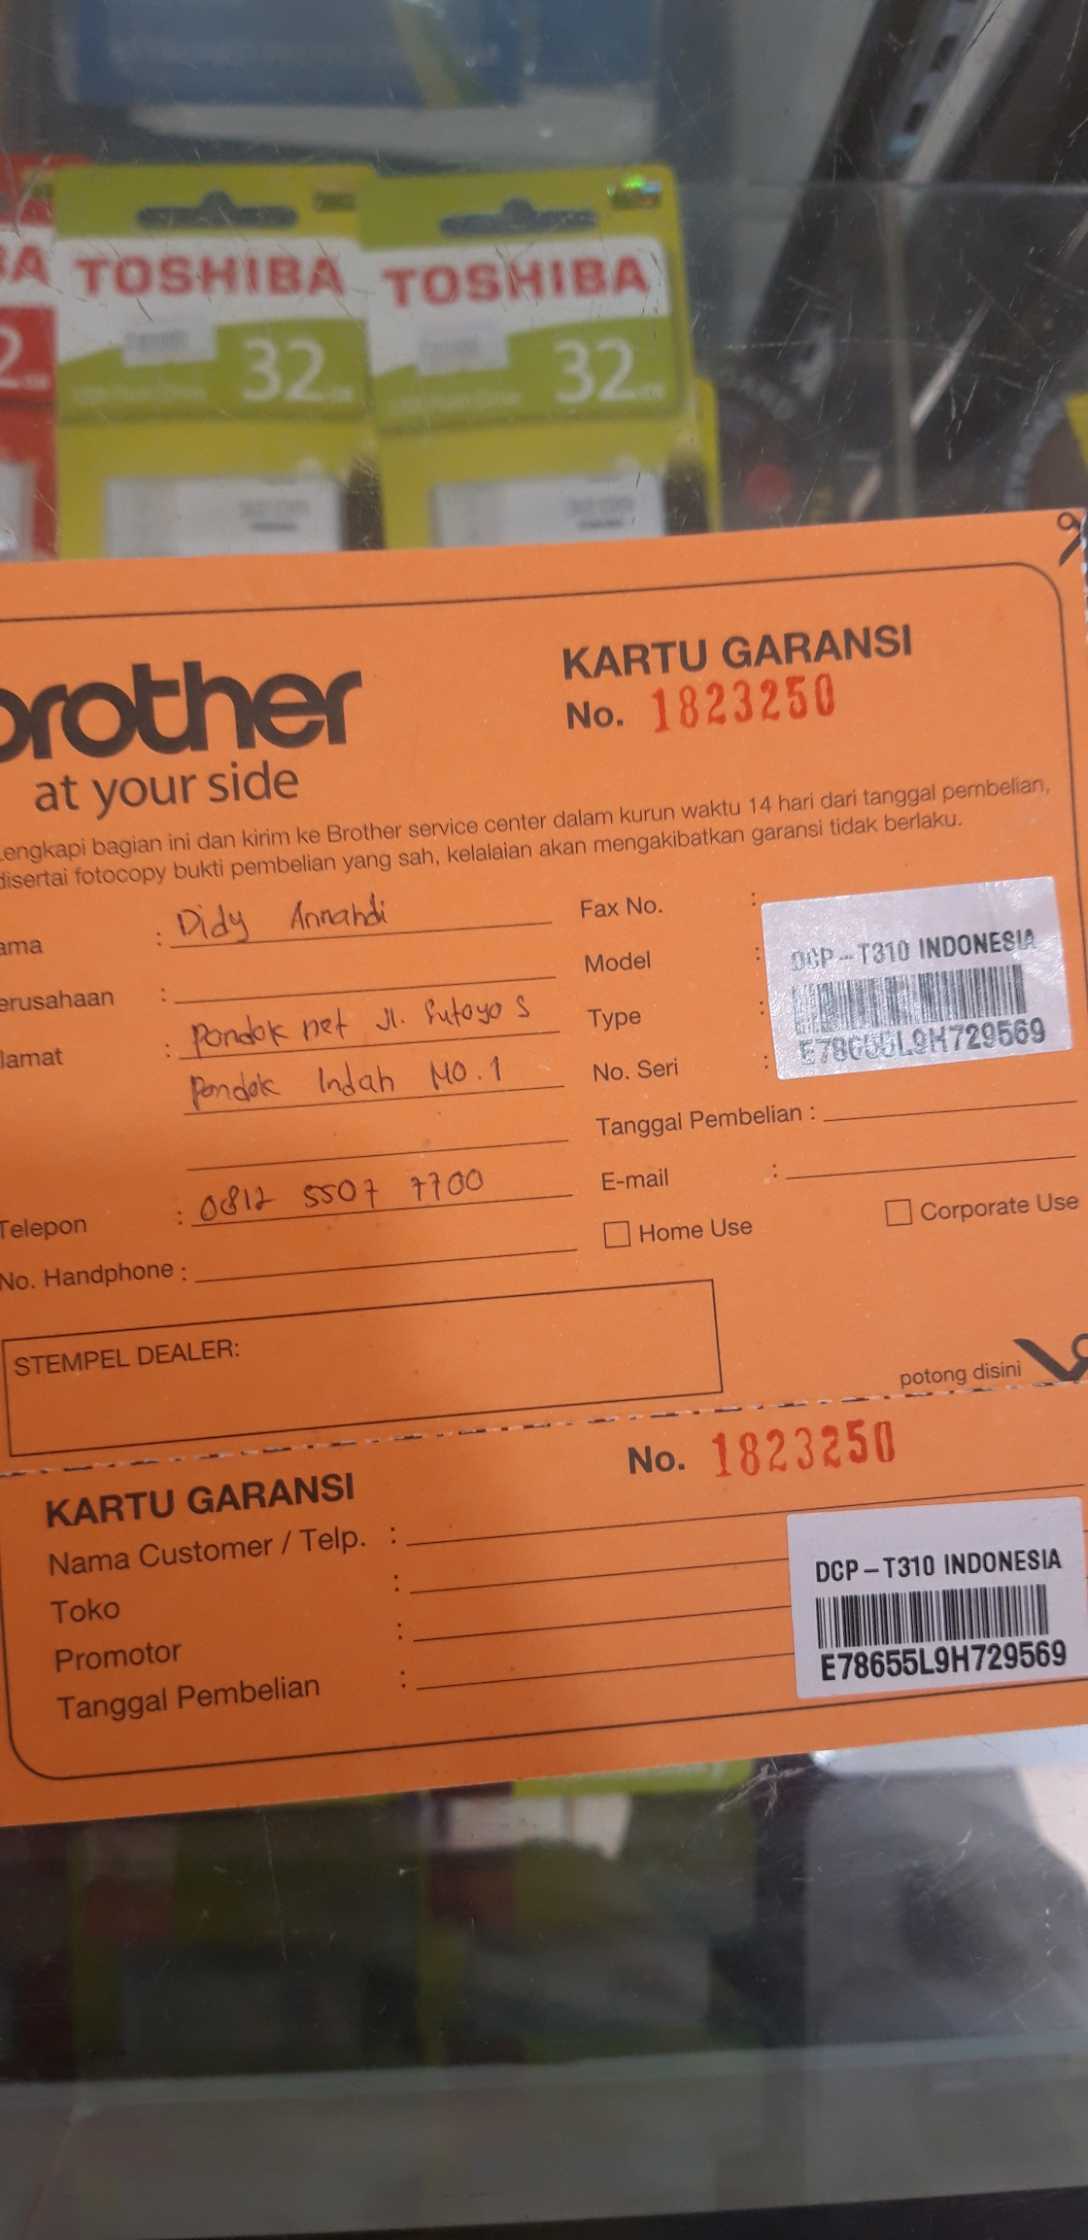 TOSHIBA
TOSHIBA
32
32
brother
at your side
KARTU GARANSI
No. 1823250
Lengkapi bagian ini dan kirim ke Brother service center dalam kurun waktu 14 hari dari tanggal pembelian,
disertai fotocopy bukti pembelian yang sah, kelalaian akan mengakibatkan garansi tidak berlaku.
ama : Didy Annahdi
erusahaan :
lamat : Pondok net Jl. Sutoyo S
Pondok Indah NO. 1
Telepon : 0812 5507 7700
No. Handphone :
Fax No. :
Model :
Type :
No. Seri :
DCP-T310 INDONESIA
E78655L9H729569
Tanggal Pembelian :
E-mail :
Home Use
Corporate Use
STEMPEL DEALER:
potong disini
KARTU GARANSI
No. 1823250
Nama Customer / Telp. :
Toko :
Promotor :
Tanggal Pembelian :
DCP-T310 INDONESIA
E78655L9H729569